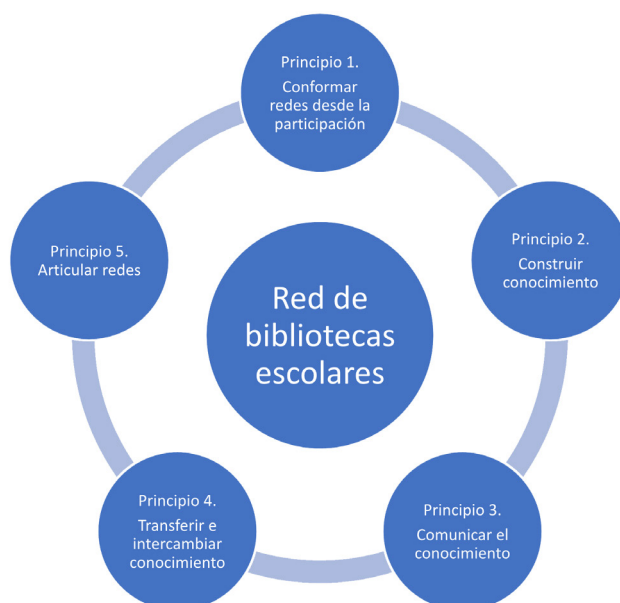 Principio 1.
Conformar
redes desde la
participación
Principio 2.
Construir
conocimiento
Principio 3.
Comunicar el
conocimiento
Principio 4.
Transferir e
intercambiar
conocimiento
Principio 5.
Articular redes
Red de
bibliotecas
escolares